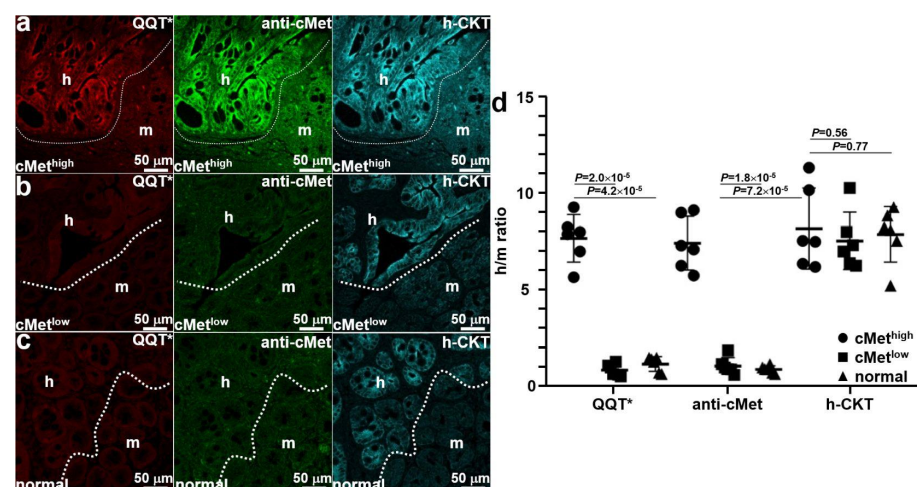 a
QQT*
anti-cMet
h-CKT
h
h
h
m
m
m
cMethigh
50 μm
cMethigh
50 μm
cMethigh
50 μm
b
QQT*
anti-cMet
h-CKT
h
h
h
m
m
m
cMetlow
50 μm
cMetlow
50 μm
cMetlow
50 μm
c
QQT*
anti-cMet
h-CKT
h
h
h
m
m
m
normal
50 μm
normal
50 μm
normal
50 μm
d
15
10
5
0
h/m ratio
P=0.56
P=0.77
P=2.0×10-5
P=4.2×10-5
P=1.8×10-5
P=7.2×10-5
cMethigh
cMetlow
normal
QQT*
anti-cMet
h-CKT